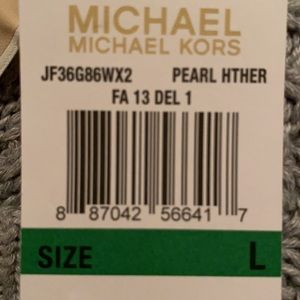 MICHAEL
MICHAEL KORS
JF36G86WX2 PEARL HTHER
FA 13 DEL 1
8 87042 56641 7
SIZE L